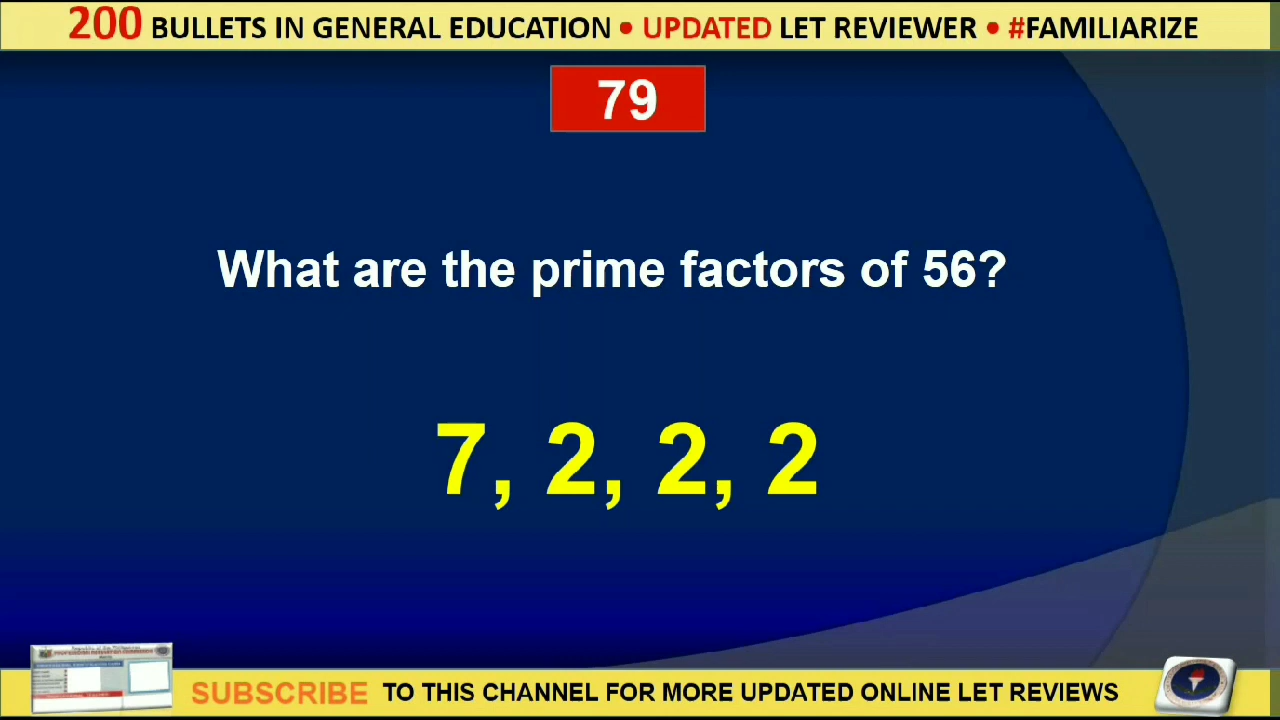 200 BULLETS IN GENERAL EDUCATION • UPDATED LET REVIEWER • #FAMILIARIZE
79
What are the prime factors of 56?
7, 2, 2, 2
SUBSCRIBE TO THIS CHANNEL FOR MORE UPDATED ONLINE LET REVIEWS